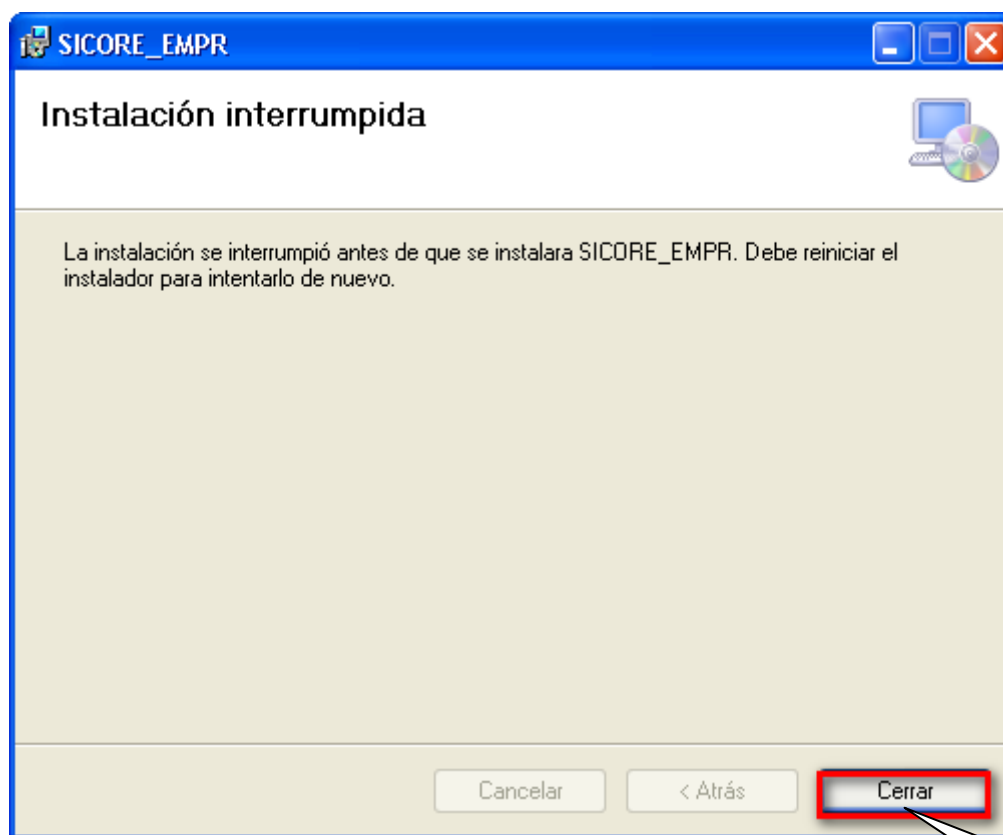 SICORE_EMPR
Instalación interrumpida
La instalación se interrumpió antes de que se instalara SICORE_EMPR. Debe reiniciar el
instalador para intentarlo de nuevo.
Cancelar
< Atrás
Cerrar